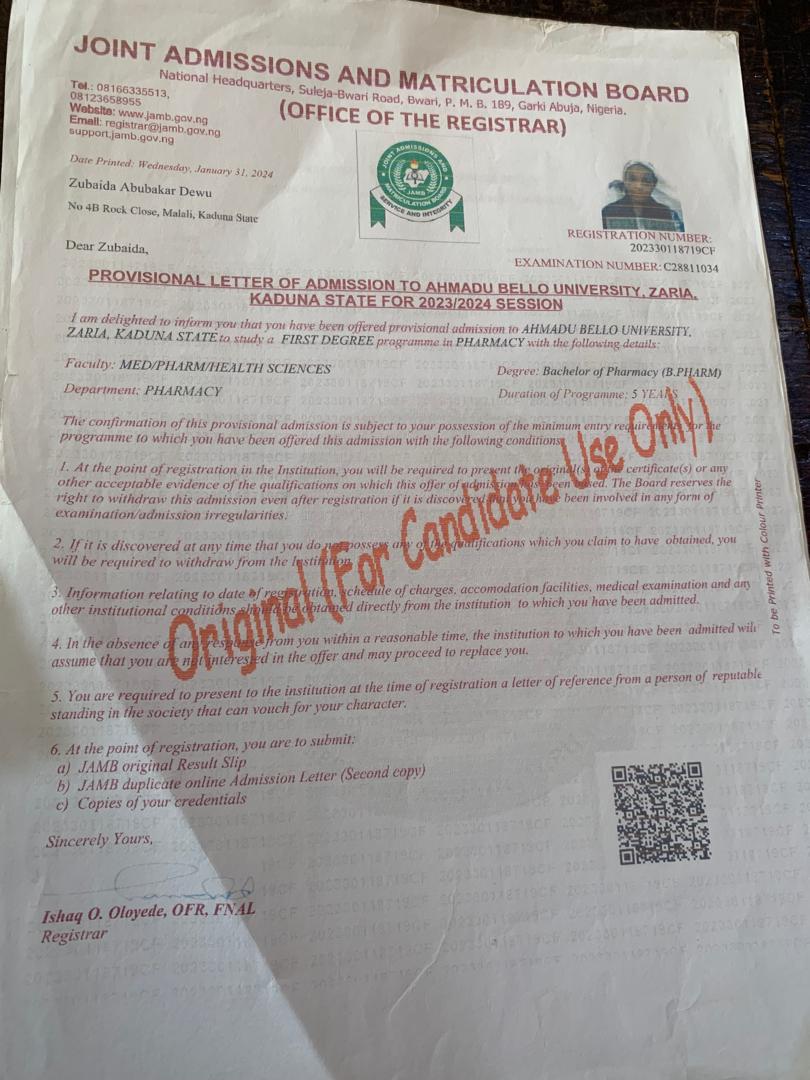 JOINT ADMISSIONS AND MATRICULATION BOARD
National Headquarters, Suleja-Bwari Road, Bwari, P. M. B. 189, Garki Abuja, Nigeria.
(OFFICE OF THE REGISTRAR)
Tel.: 08166335513,
08123658955
Website: www.jamb.gov.ng
Email: registrar@jamb.gov.ng
support.jamb.gov.ng
JOINT ADMISSIONS AND MATRICULATION BOARD
JAMB
SERVICE AND INTEGRITY
Date Printed: Wednesday, January 31, 2024
Zubaida Abubakar Dewu
No 4B Rock Close, Malali, Kaduna State
REGISTRATION NUMBER:
202330118719CF
EXAMINATION NUMBER: C28811034
Dear Zubaida,
PROVISIONAL LETTER OF ADMISSION TO AHMADU BELLO UNIVERSITY, ZARIA,
KADUNA STATE FOR 2023/2024 SESSION
I am delighted to inform you that you have been offered provisional admission to AHMADU BELLO UNIVERSITY,
ZARIA, KADUNA STATE to study a FIRST DEGREE programme in PHARMACY with the following details:
Faculty: MED/PHARM/HEALTH SCIENCES
Degree: Bachelor of Pharmacy (B.PHARM)
Department: PHARMACY
Duration of Programme: 5 YEARS
The confirmation of this provisional admission is subject to your possession of the minimum entry requirements for the
programme to which you have been offered this admission with the following conditions
1. At the point of registration in the Institution, you will be required to present the original(s) of the certificate(s) or any
other acceptable evidence of the qualifications on which this offer of admission has been based. The Board reserves the
right to withdraw this admission even after registration if it is discovered that you have been involved in any form of
examination/admission irregularities.
2. If it is discovered at any time that you do not possess any of the qualifications which you claim to have obtained, you
will be required to withdraw from the Institution.
3. Information relating to date of registration, schedule of charges, accomodation facilities, medical examination and any
other institutional conditions should be obtained directly from the institution to which you have been admitted.
4. In the absence of any response from you within a reasonable time, the institution to which you have been admitted will
assume that you are not interested in the offer and may proceed to replace you.
5. You are required to present to the institution at the time of registration a letter of reference from a person of reputable
standing in the society that can vouch for your character.
6. At the point of registration, you are to submit:
a) JAMB original Result Slip
b) JAMB duplicate online Admission Letter (Second copy)
c) Copies of your credentials
Original (For Candidate Use Only)
To be Printed with Colour Printer
Sincerely Yours,
Ishaq O. Oloyede, OFR, FNAL
Registrar